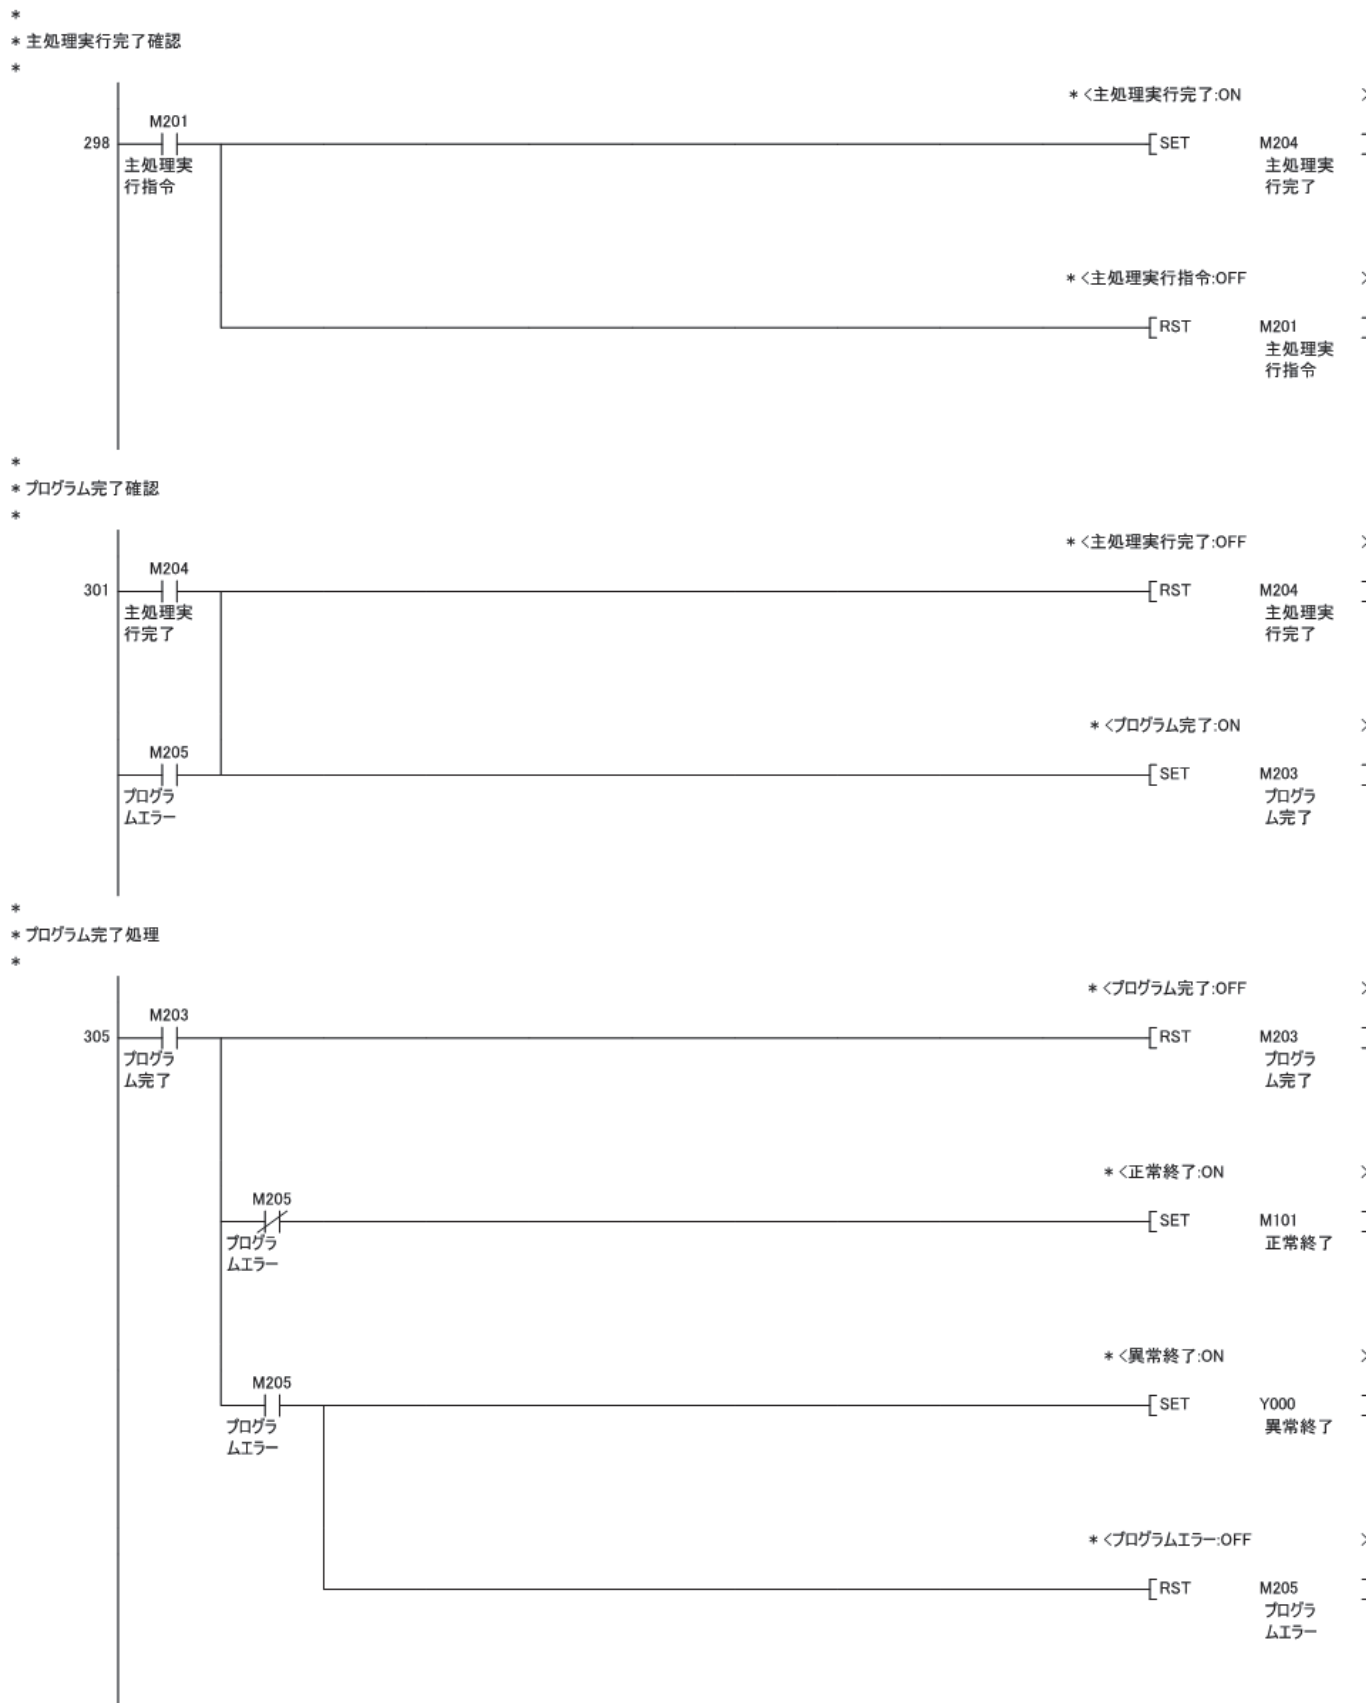 *
* 主処理実行完了確認
*
* <主処理実行完了:ON >
M201
298 SET M204
主処理実 主処理実
行指令 行完了
* <主処理実行指令:OFF >
RST M201
主処理実
行指令
*
* プログラム完了確認
*
* <主処理実行完了:OFF >
M204
301 RST M204
主処理実 主処理実
行完了 行完了
* <プログラム完了:ON >
M205
SET M203
プログラ プログラ
ムエラー ム完了
*
* プログラム完了処理
*
* <プログラム完了:OFF >
M203
305 RST M203
プログラ プログラ
ム完了 ム完了
* <正常終了:ON >
M205
SET M101
プログラ 正常終了
ムエラー
* <異常終了:ON >
M205
SET Y000
プログラ 異常終了
ムエラー
* <プログラムエラー:OFF >
RST M205
プログラ
ムエラー